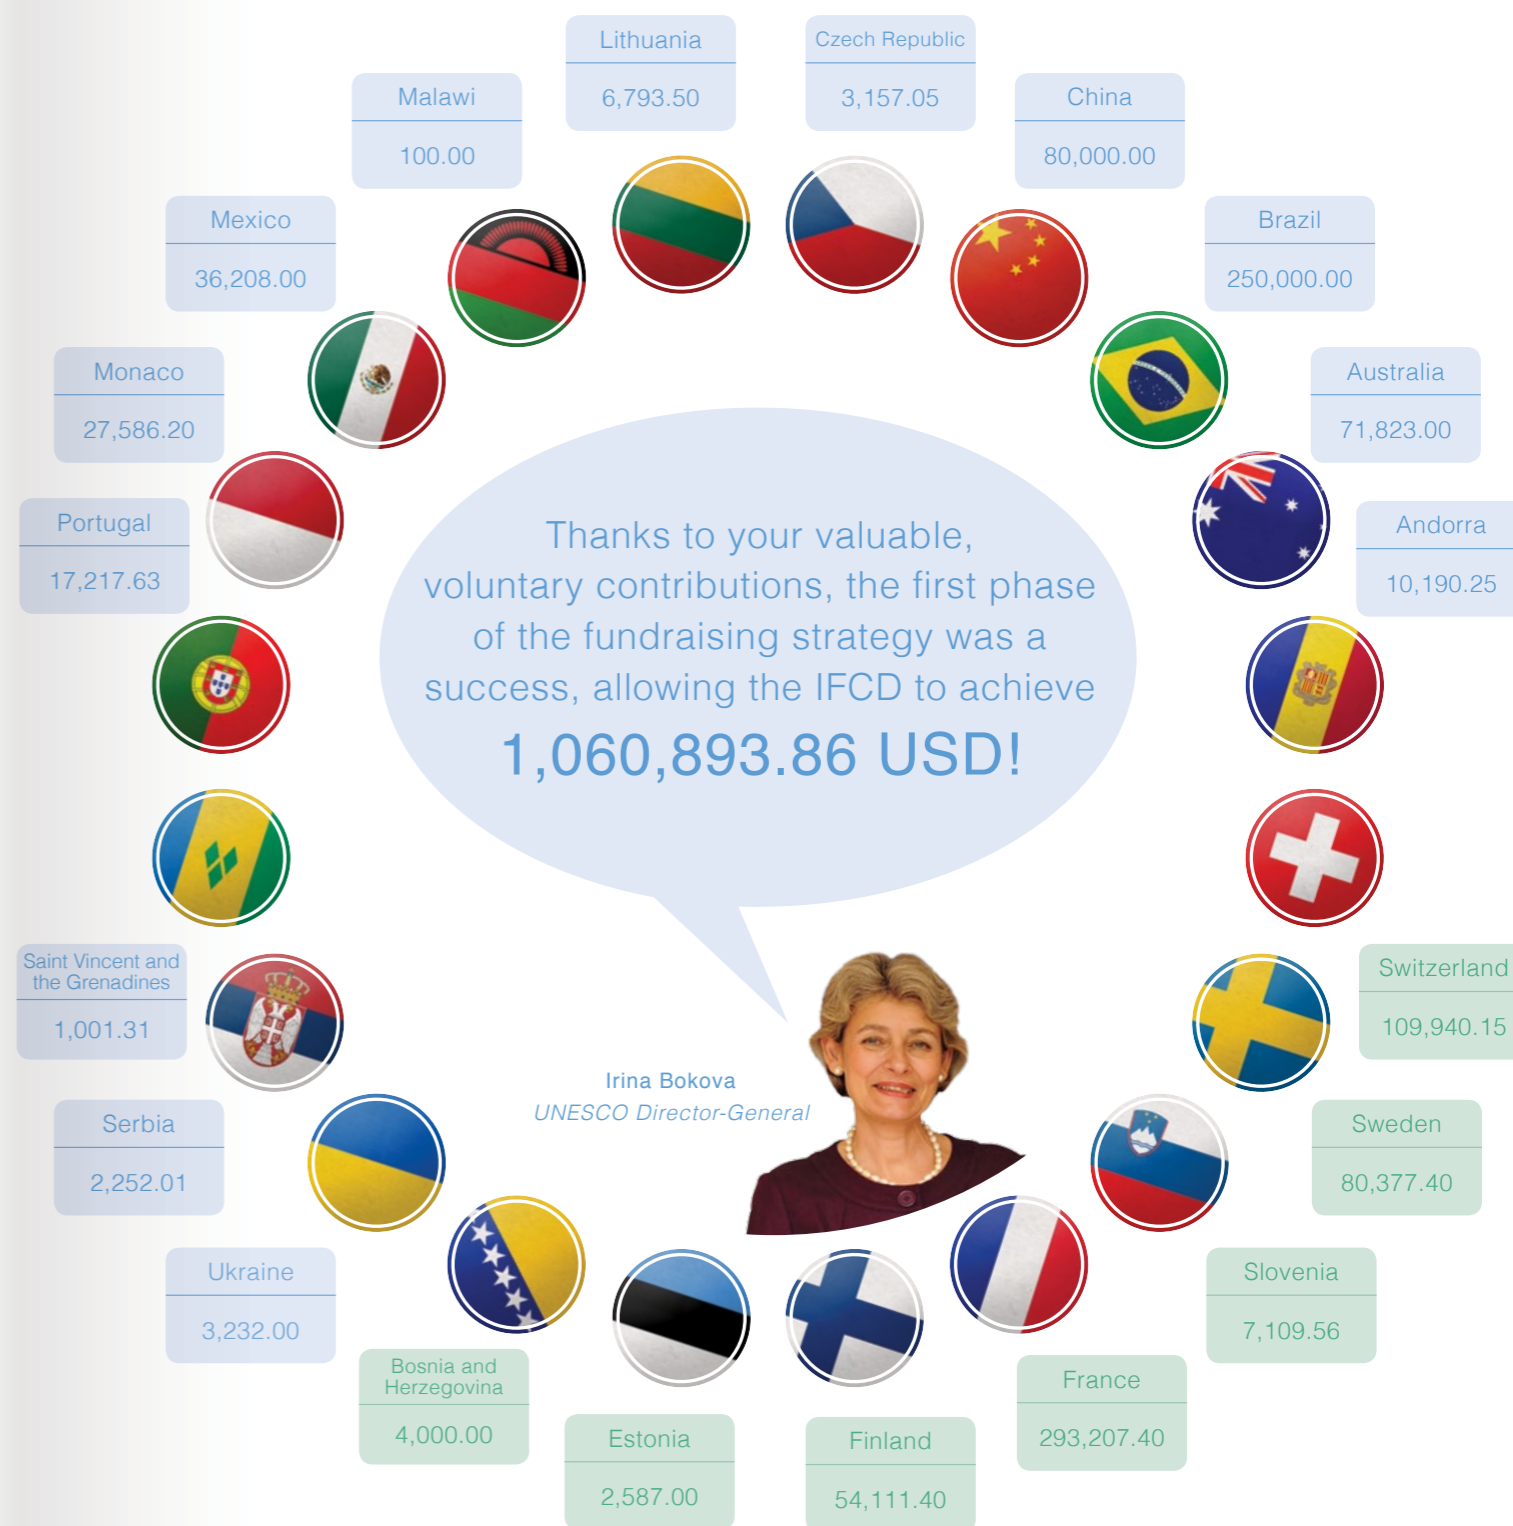 Lithuania
6,793.50
Czech Republic
3,157.05
Malawi
100.00
China
80,000.00
Mexico
36,208.00
Brazil
250,000.00
Monaco
27,586.20
Australia
71,823.00
Portugal
17,217.63
Andorra
10,190.25
Thanks to your valuable,
voluntary contributions, the first phase
of the fundraising strategy was a
success, allowing the IFCD to achieve
1,060,893.86 USD!
Saint Vincent and
the Grenadines
1,001.31
Switzerland
109,940.15
Irina Bokova
UNESCO Director-General
Serbia
2,252.01
Sweden
80,377.40
Ukraine
3,232.00
Slovenia
7,109.56
Bosnia and
Herzegovina
4,000.00
France
293,207.40
Estonia
2,587.00
Finland
54,111.40